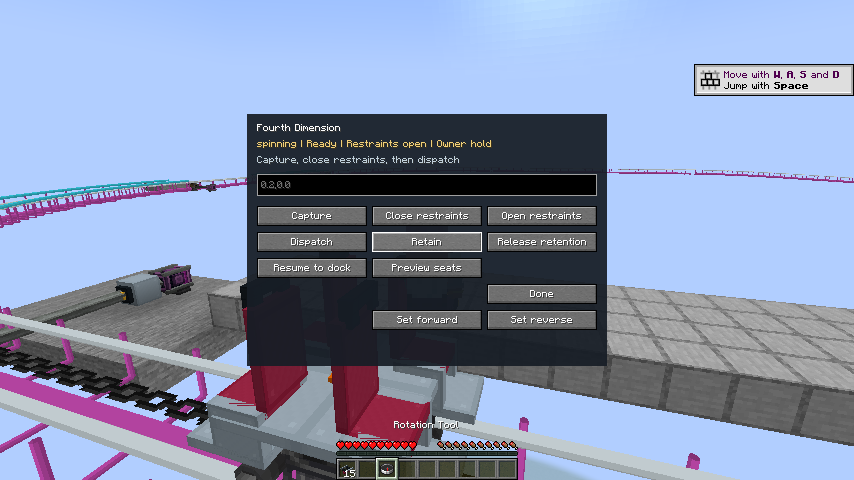 Move with W, A, S and D
Jump with Space
Fourth Dimension
spinning | Ready | Restraints open | Owner hold
Capture, close restraints, then dispatch
0.2,0.0
Capture
Close restraints
Open restraints
Dispatch
Retain
Release retention
Resume to dock
Preview seats
Done
Set forward
Set reverse
Rotation Tool
15